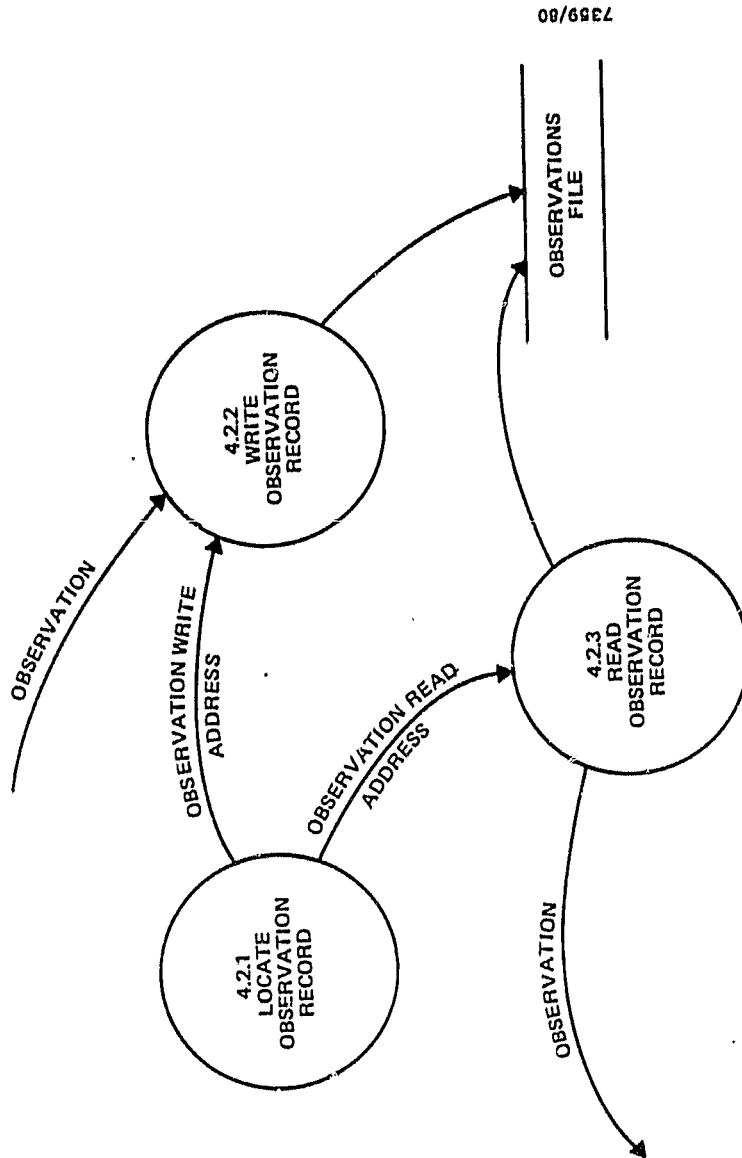 OBSERVATION
4.2.1
LOCATE
OBSERVATION
RECORD
OBSERVATION WRITE
ADDRESS
4.2.2
WRITE
OBSERVATION
RECORD
OBSERVATION READ
ADDRESS
OBSERVATION
4.2.3
READ
OBSERVATION
RECORD
OBSERVATIONS
FILE
7359/80